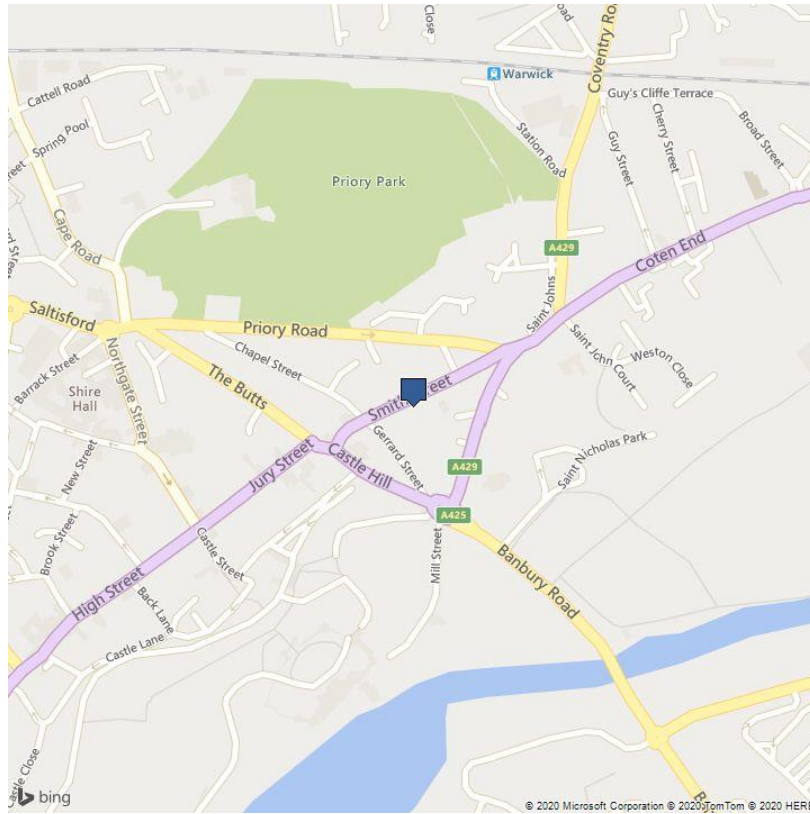 Close
Road
Coventry Ro
Warwick
Cattell Road
Guy's Cliffe Terrace
Spring Pool
Street
Station Road
Guy Street
Cherry Street
Broad Street
Priory Park
Cape Road
A429
Coten End
Saltisford
Saint Johns
Priory Road
Northgate Street
Chapel Street
Saint John Court
Weston Close
Barrack Street
The Butts
Shire
Hall
Smith Street
Gerrard Street
Jury Street
Castle Hill
Saint Nicholas Park
A429
New Street
A425
Brook Street
Castle Street
Mill Street
Banbury Road
High Street
Back Lane
Castle Lane
Castle Close
bing
© 2020 Microsoft Corporation © 2020 TomTom © 2020 HERE